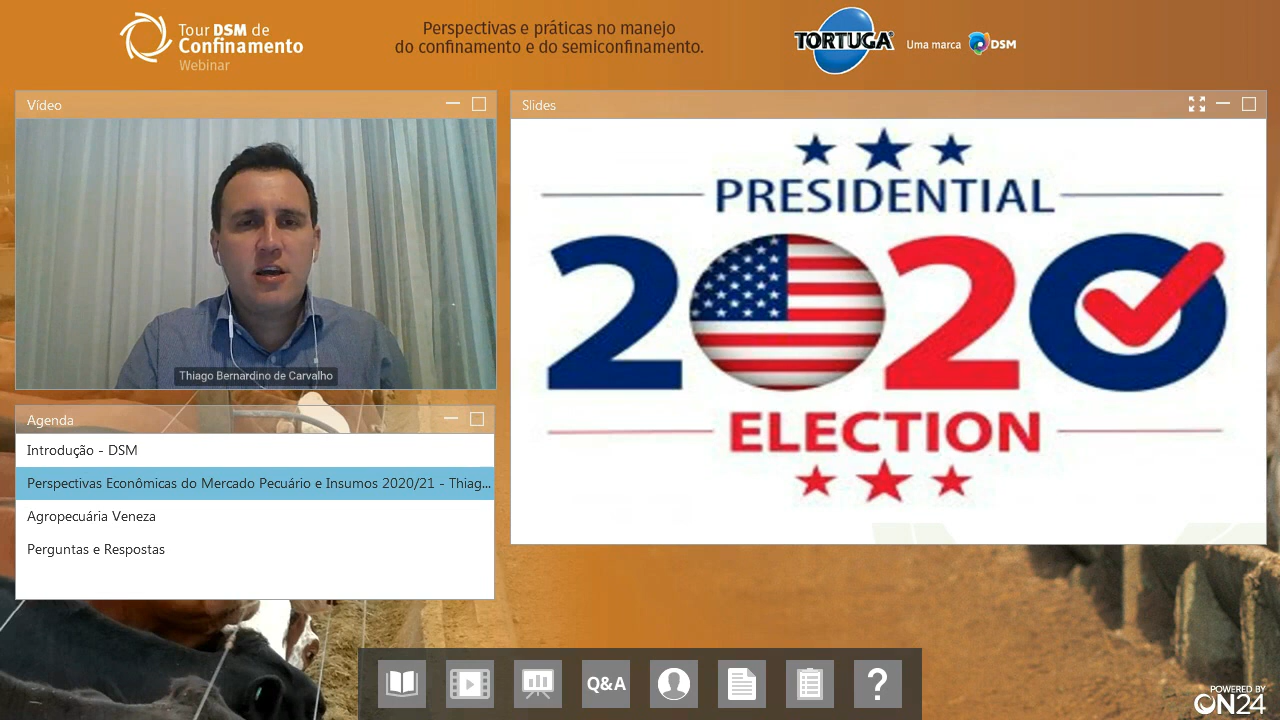 Tour DSM de
Confinamento
Webinar
Perspectivas e práticas no manejo
do confinamento e do semiconfinamento.
TORTUGA
Uma marca DSM
Vídeo
Thiago Bernardino de Carvalho
Slides
PRESIDENTIAL
2020
ELECTION
Agenda
Introdução - DSM
Perspectivas Econômicas do Mercado Pecuário e Insumos 2020/21 - Thiag...
Agropecuária Veneza
Perguntas e Respostas
Q&A
?
POWERED BY
ON24